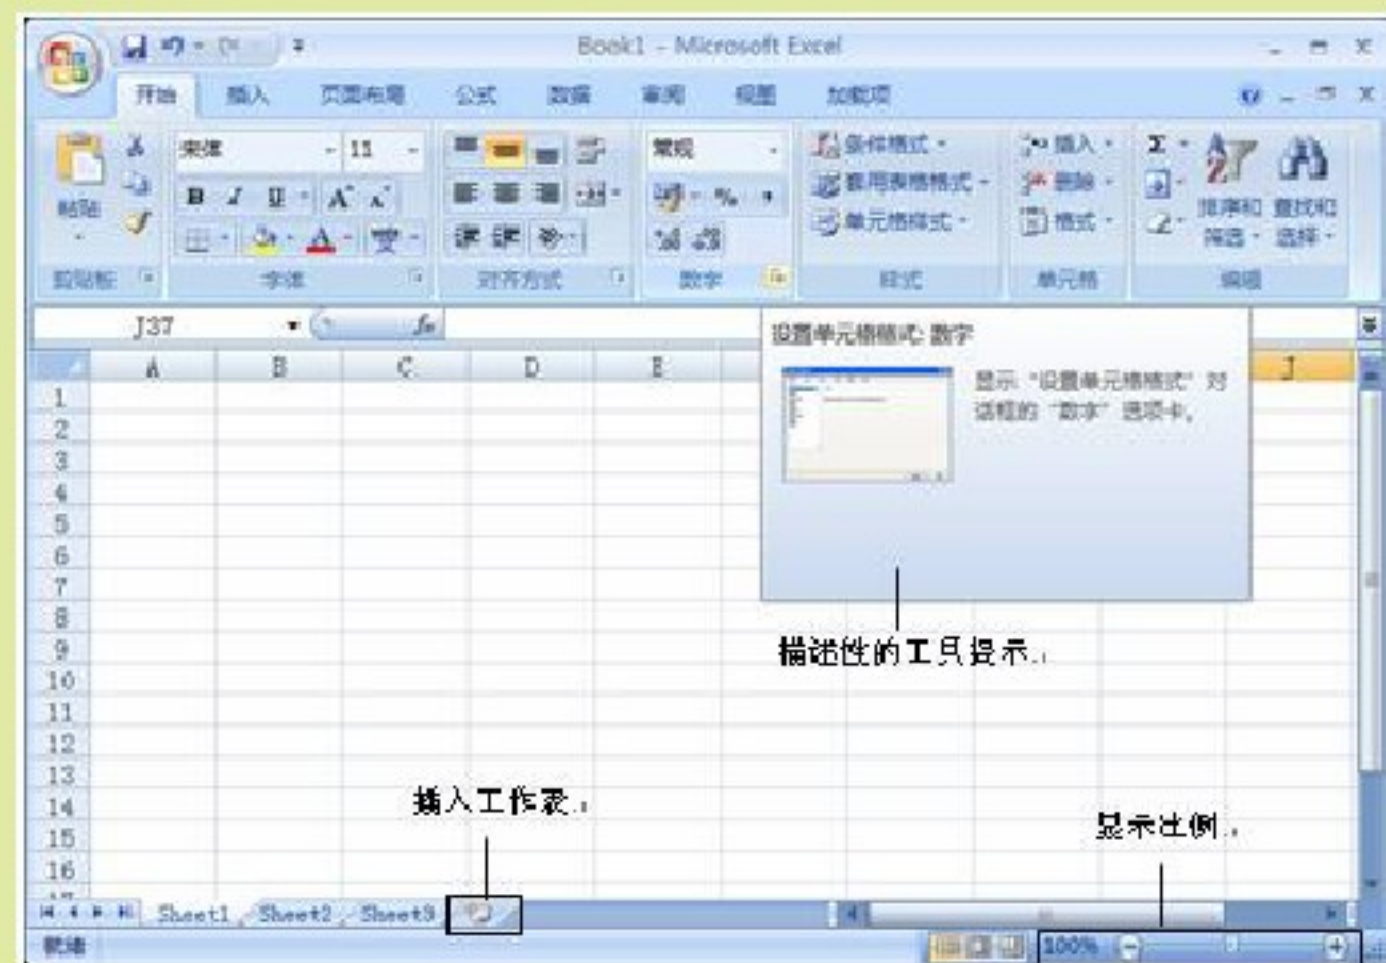 Book1 - Microsoft Excel
开始 插入 页面布局 公式 数据 审阅 视图 加载项
宋体 11 常规 条件格式 插入 Σ
粘贴 B I U A A % 套用表格格式 删除 排序和 查找和
A 单元格样式 格式 筛选 选择
剪贴板 字体 对齐方式 数字 样式 单元格 编辑
J37 fx
设置单元格格式: 数字
A B C D E J
显示“设置单元格格式”对
话框的“数字”选项卡。
1
2
3
4
5
6
7
8
9
10
11
12
13
14
15
16
描述性的工具提示
插入工作表
显示比例
Sheet1 Sheet2 Sheet3
就绪 100%